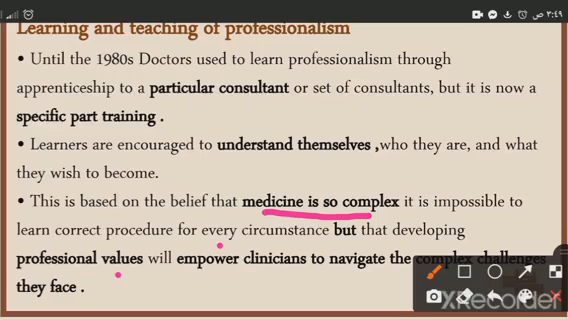 ٣:٤٩ ص
Learning and teaching of professionalism
• Until the 1980s Doctors used to learn professionalism through
apprenticeship to a particular consultant or set of consultants, but it is now a
specific part training .
• Learners are encouraged to understand themselves ,who they are, and what
they wish to become.
• This is based on the belief that medicine is so complex it is impossible to
learn correct procedure for every circumstance but that developing
professional values will empower clinicians to navigate the complex challenges
they face .
XRecorder